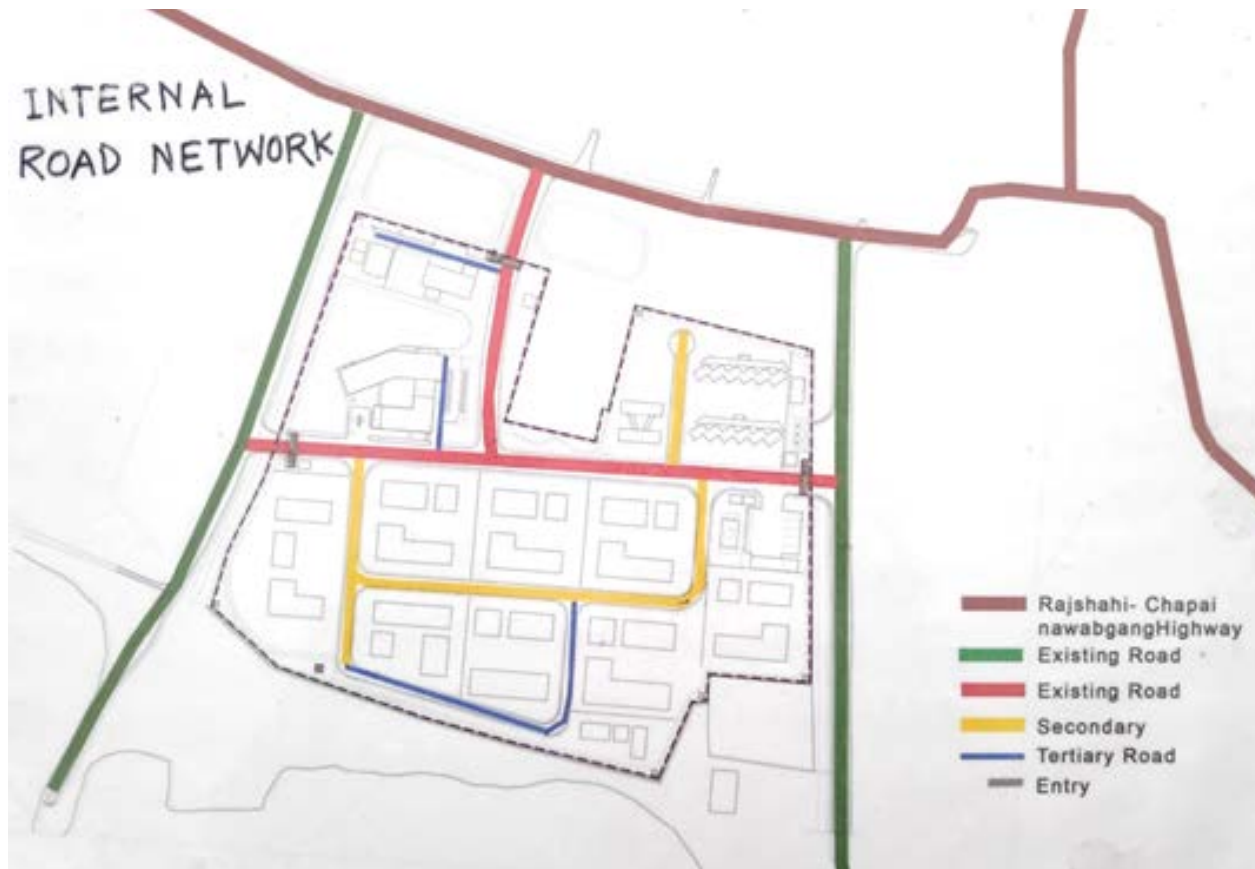 INTERNAL
ROAD NETWORK
Rajshahi- Chapai
nawabgangHighway
Existing Road
Existing Road
Secondary
Tertiary Road
Entry